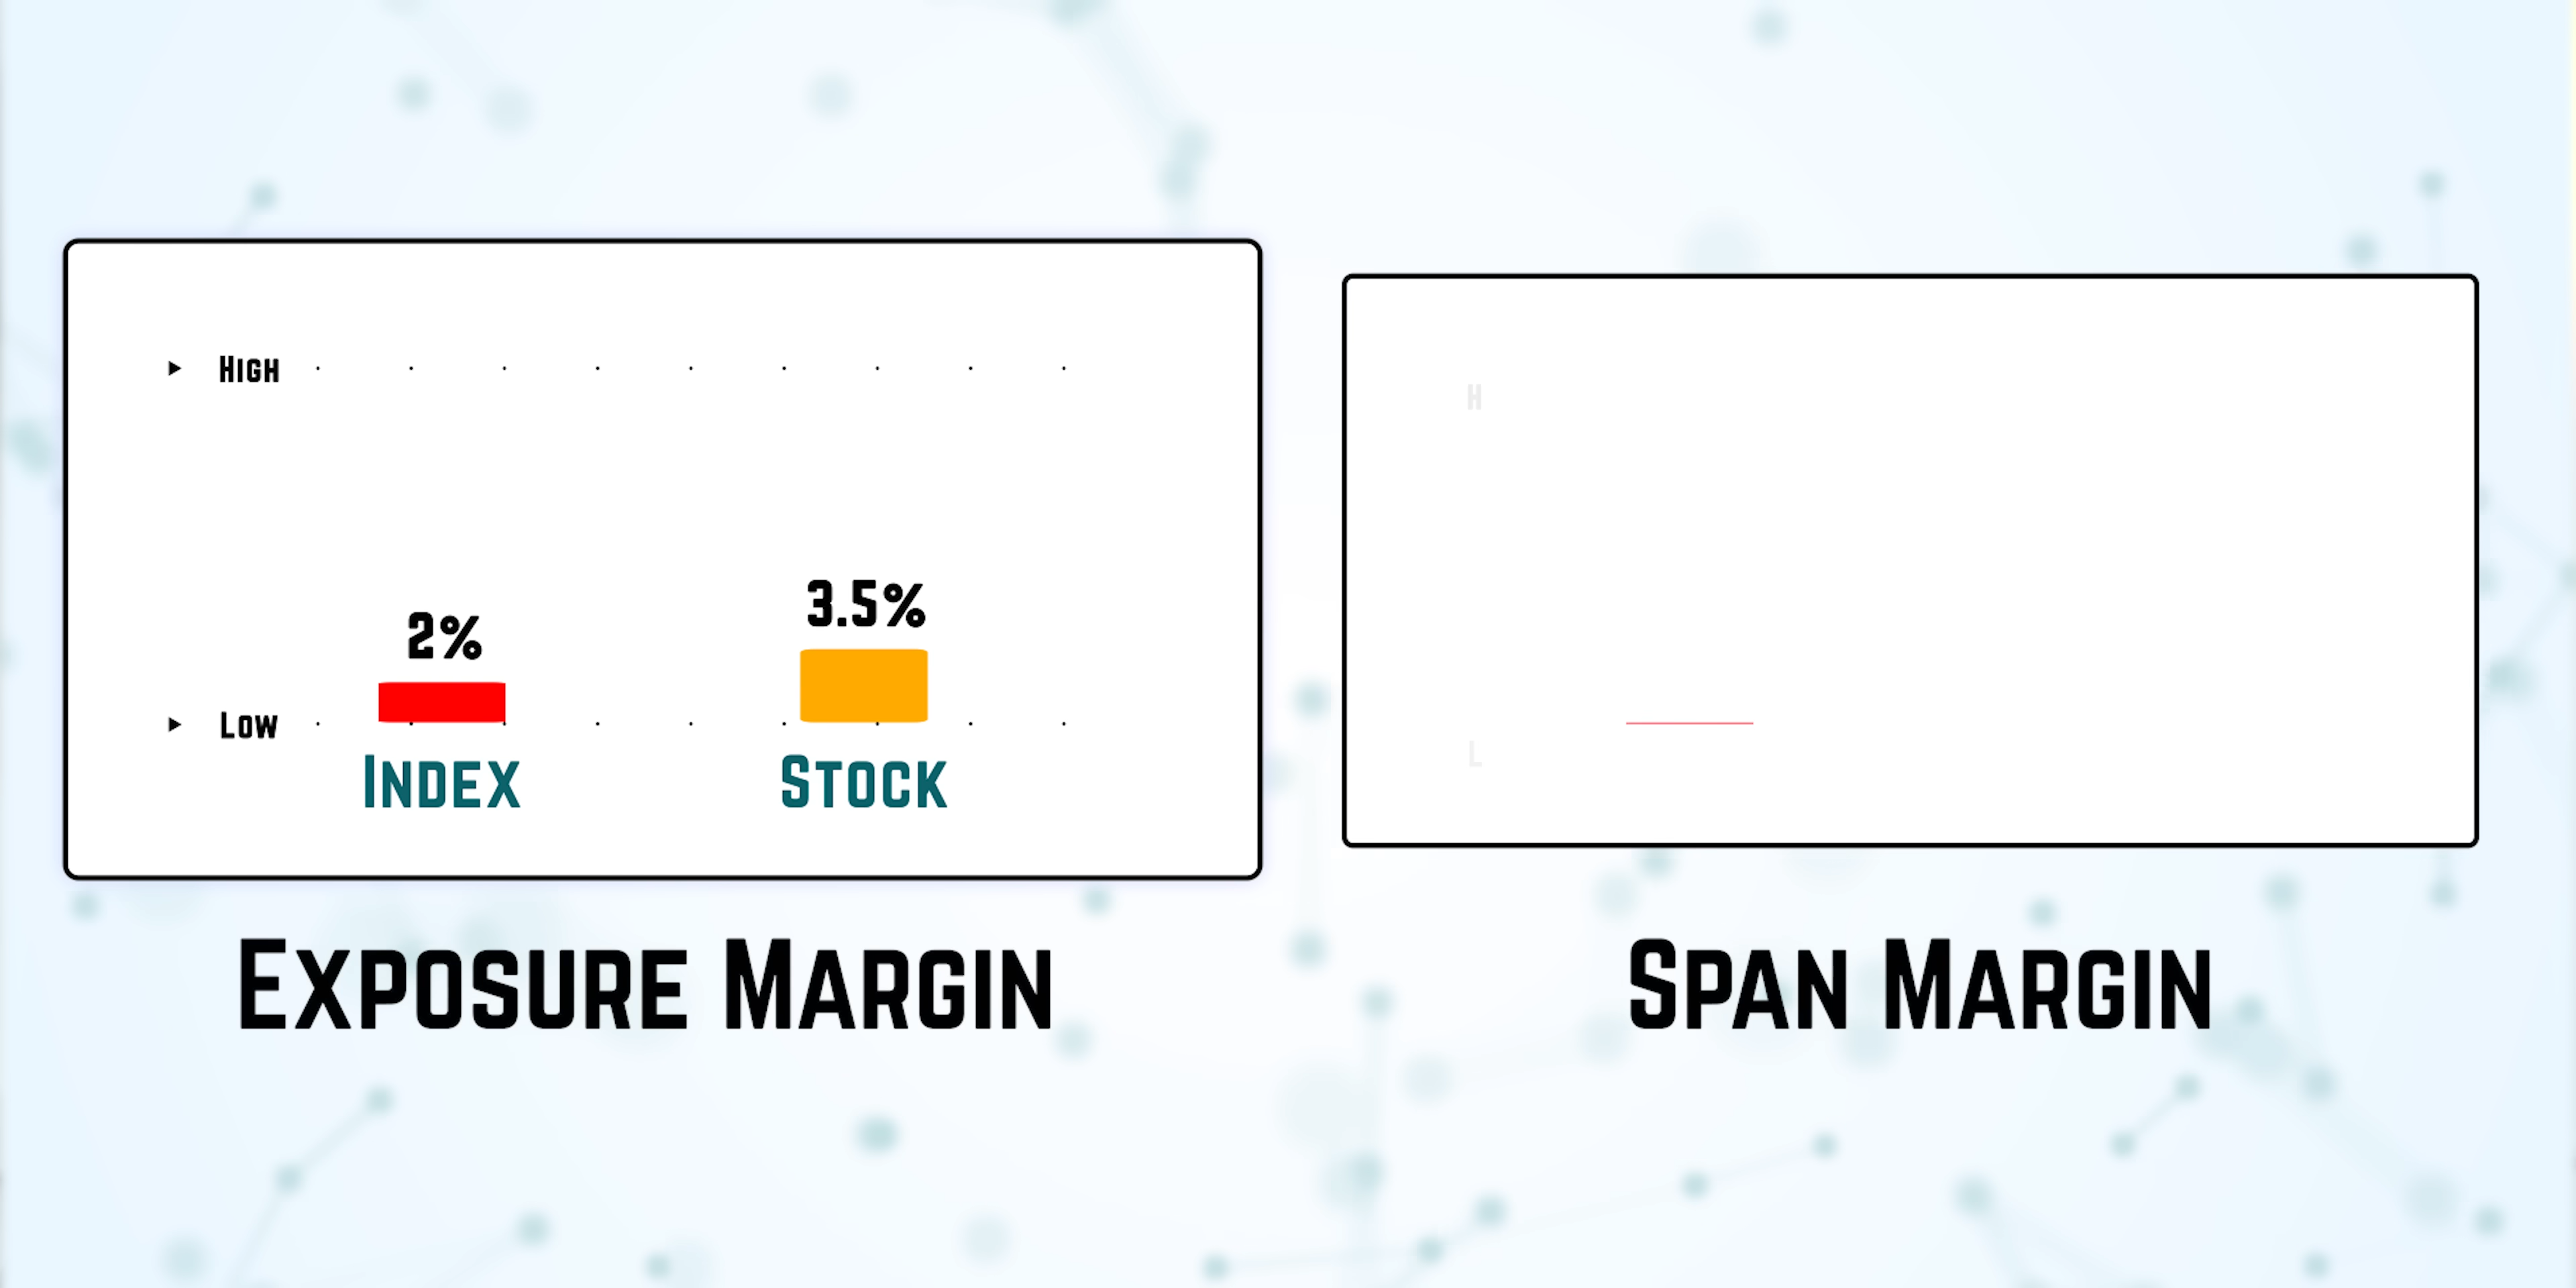 High
2%
3.5%
Low
Index
Stock
Exposure Margin
H
L
Span Margin